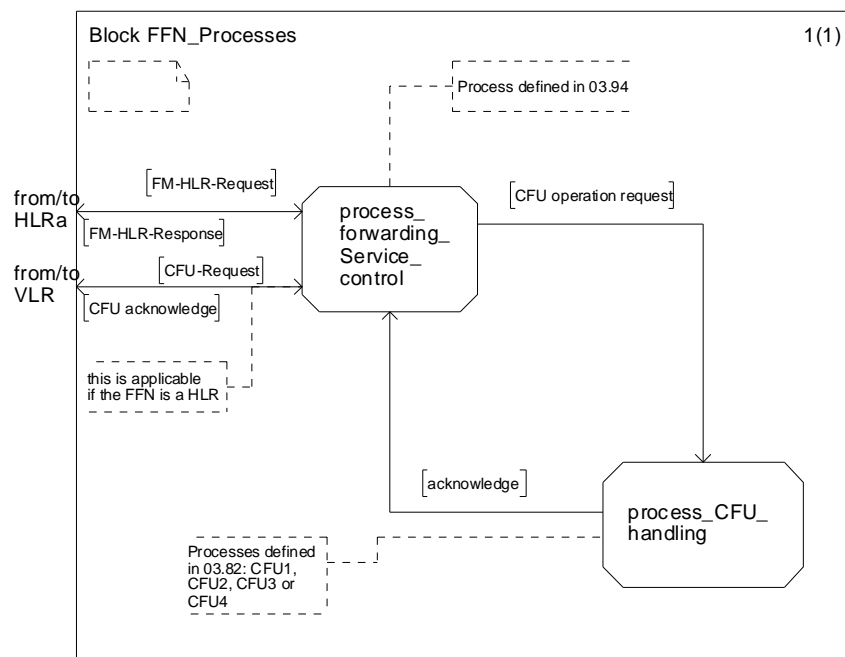 Block FFN_Processes
1(1)
Process defined in 03.94
[FM-HLR-Request]
from/to
HLRa
[FM-HLR-Response]
process_
forwarding_
Service_
control
[CFU operation request]
[CFU-Request]
from/to
VLR
[CFU acknowledge]
this is applicable
if the FFN is a HLR
[acknowledge]
process_CFU_
handling
Processes defined
in 03.82: CFU1,
CFU2, CFU3 or
CFU4